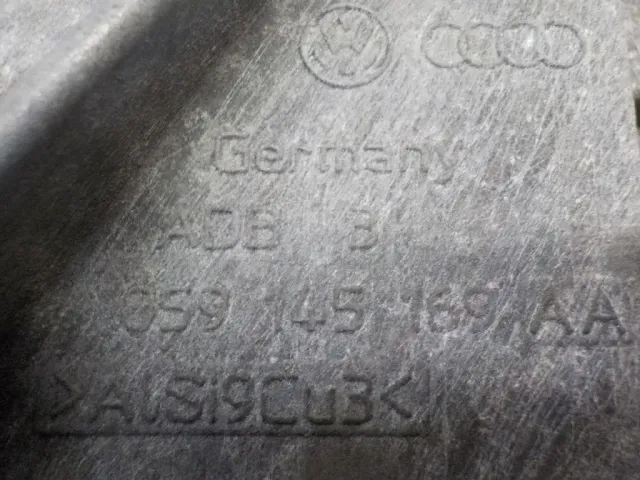 Germany
ADB 3
059 145 169 AA
>AlSi9Cu3<